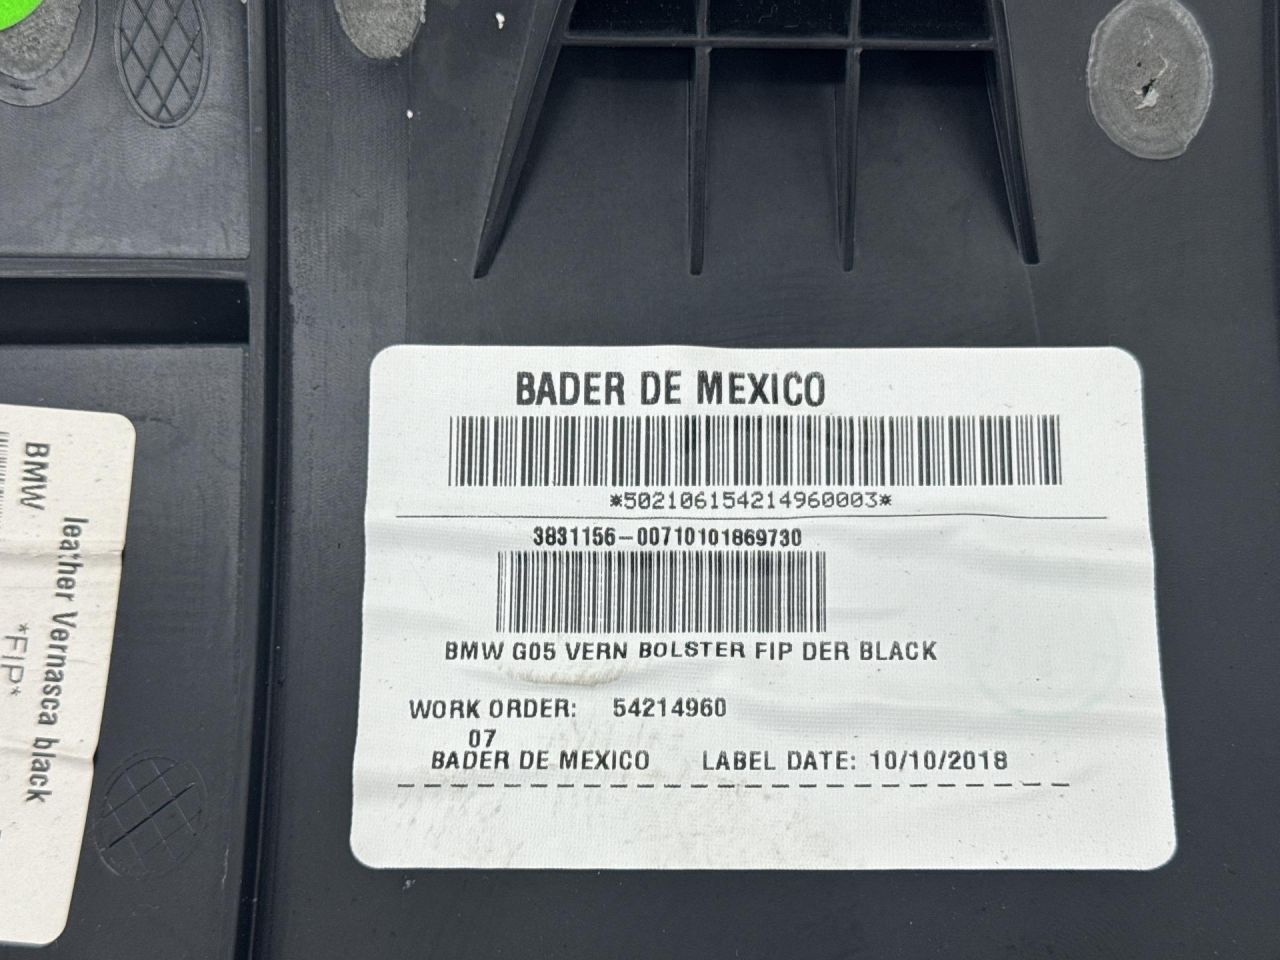 BADER DE MEXICO
*502106154214960003*
3831156-00710101869730
BMW G05 VERN BOLSTER FIP DER BLACK
WORK ORDER: 54214960
07
BADER DE MEXICO LABEL DATE: 10/10/2018
BMW
leather Vernasca black
*FIP*